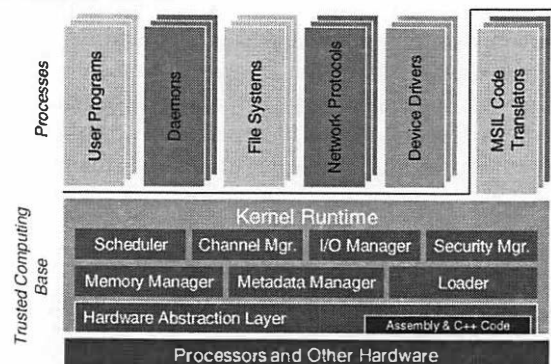 Processes
User Programs
Daemons
File Systems
Network Protocols
Device Drivers
MSIL Code
Translators
Trusted Computing
Base
Kernel Runtime
Scheduler
Channel Mgr.
I/O Manager
Security Mgr.
Memory Manager
Metadata Manager
Loader
Hardware Abstraction Layer
Assembly & C++ Code
Processors and Other Hardware